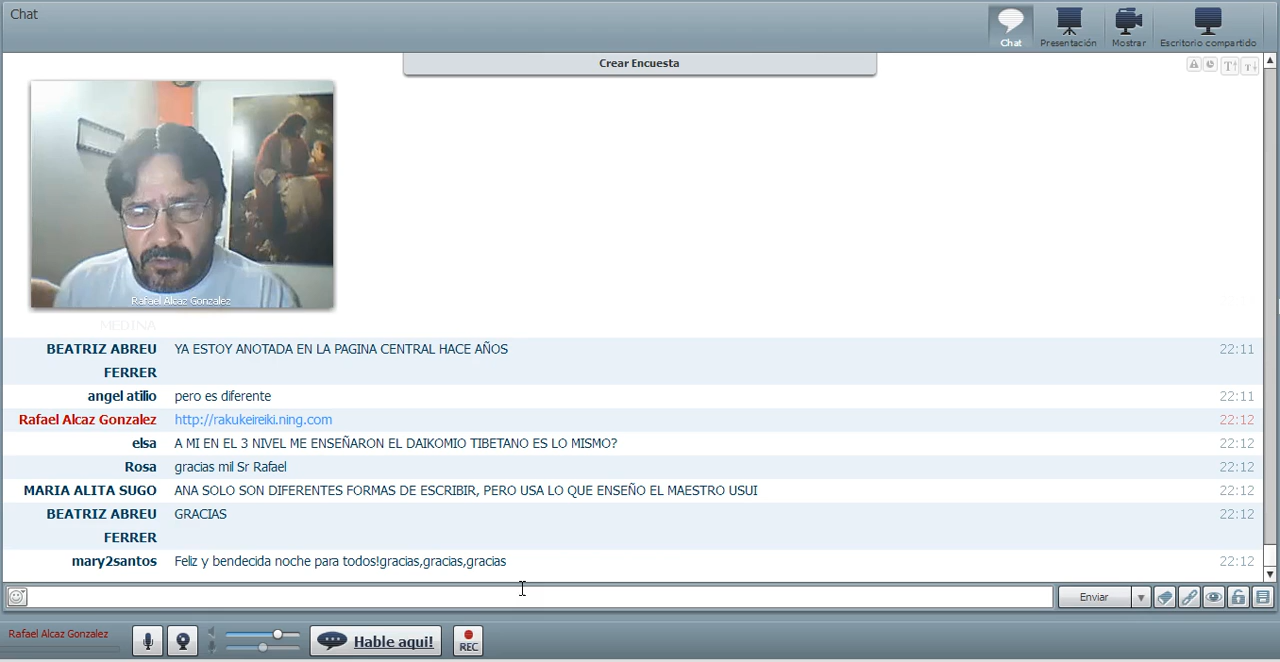 Chat
Chat
Presentación
Mostrar
Escritorio compartido
Crear Encuesta
Rafael Alcaz Gonzalez
MEDINA
BEATRIZ ABREU FERRER YA ESTOY ANOTADA EN LA PAGINA CENTRAL HACE AÑOS 22:11
angel atilio pero es diferente 22:11
Rafael Alcaz Gonzalez http://rakukeireiki.ning.com 22:12
elsa A MI EN EL 3 NIVEL ME ENSEÑARON EL DAIKOMIO TIBETANO ES LO MISMO? 22:12
Rosa gracias mil Sr Rafael 22:12
MARIA ALITA SUGO ANA SOLO SON DIFERENTES FORMAS DE ESCRIBIR, PERO USA LO QUE ENSEÑO EL MAESTRO USUI 22:12
BEATRIZ ABREU FERRER GRACIAS 22:12
mary2santos Feliz y bendecida noche para todos!gracias,gracias,gracias 22:12
Enviar
Rafael Alcaz Gonzalez
Hable aqui!
REC